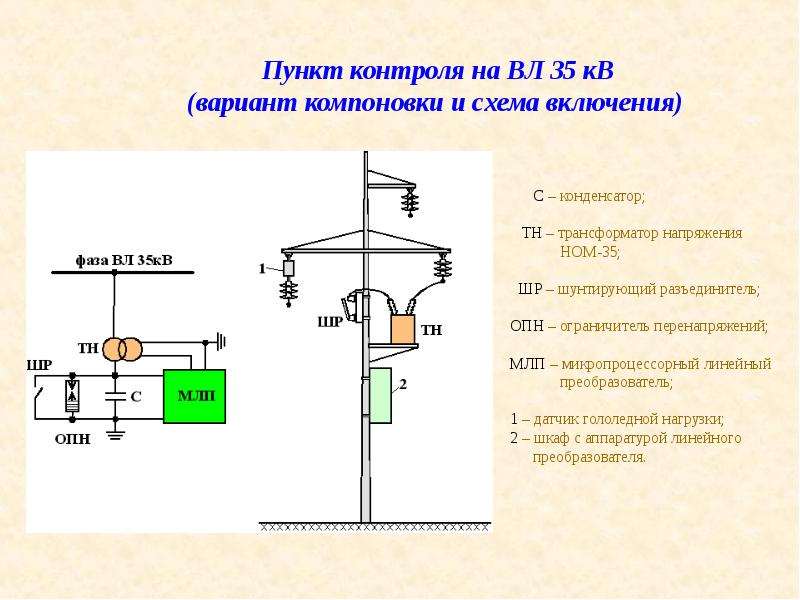 Пункт контроля на ВЛ 35 кВ
(вариант компоновки и схема включения)
фаза ВЛ 35кВ
ТН
ШР
С
МЛП
ОПН
1
ШР
ТН
2
С – конденсатор;
ТН – трансформатор напряжения
НОМ-35;
ШР – шунтирующий разъединитель;
ОПН – ограничитель перенапряжений;
МЛП – микропроцессорный линейный
преобразователь;
1 – датчик гололедной нагрузки;
2 – шкаф с аппаратурой линейного
преобразователя.